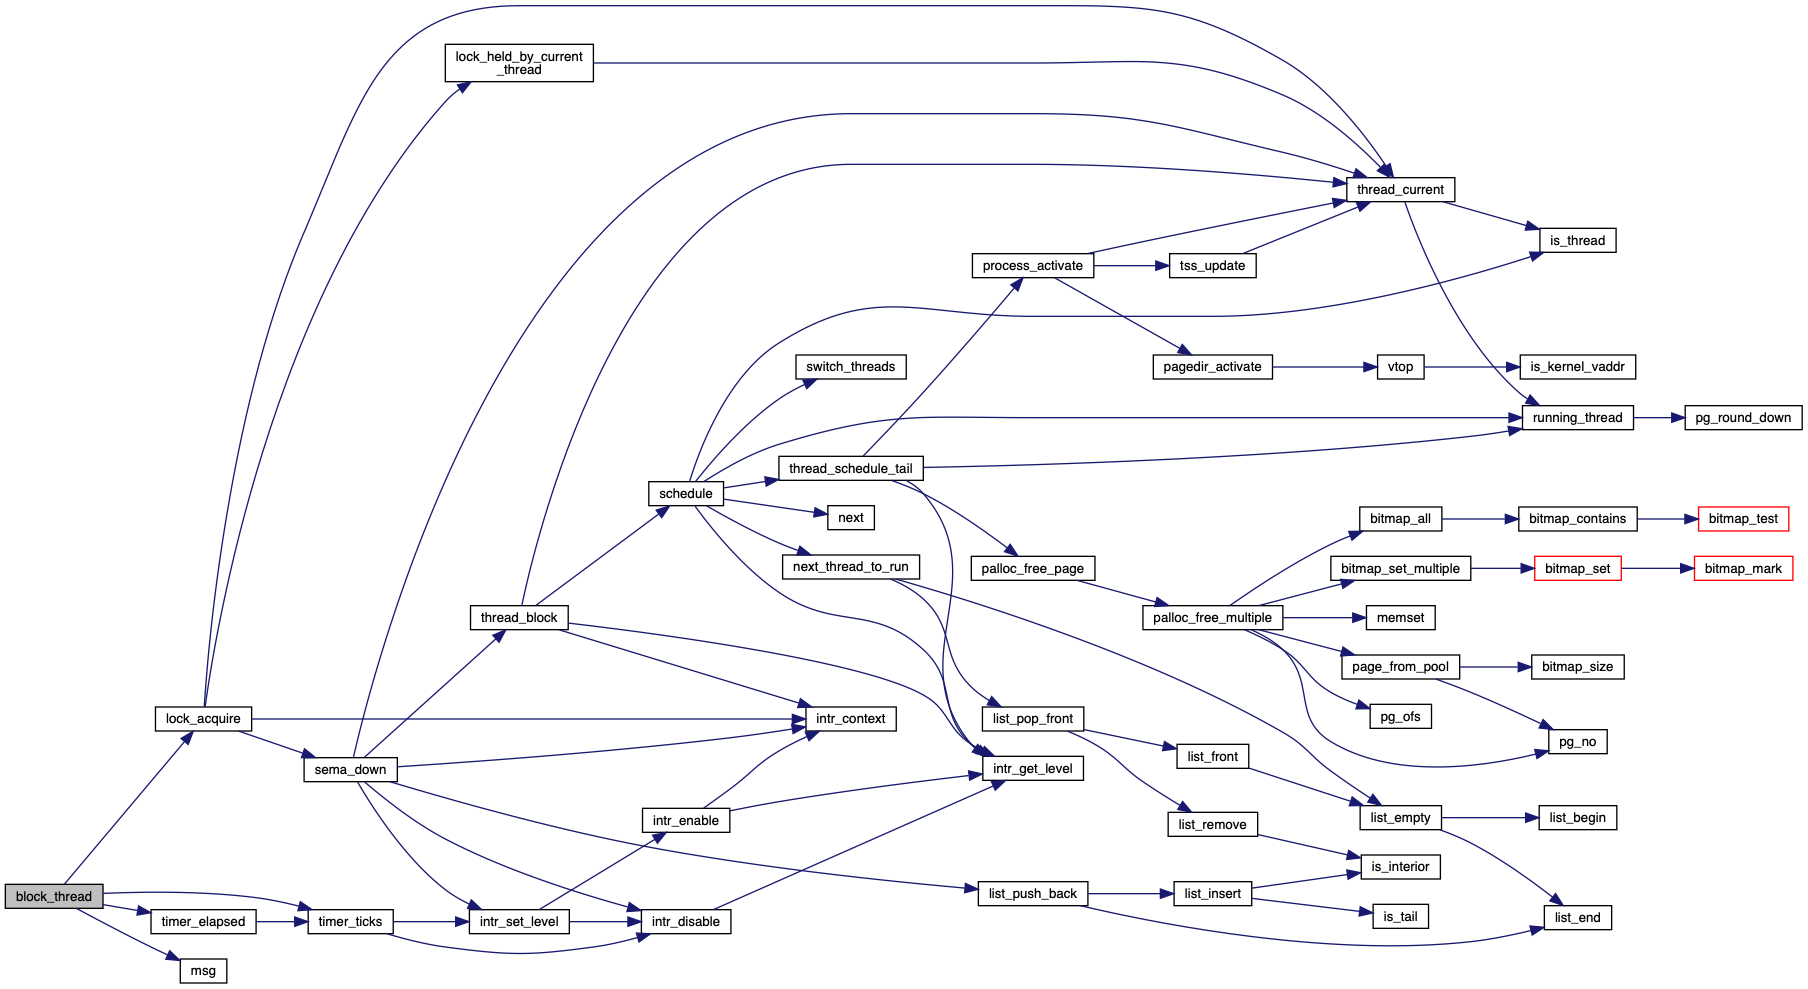 lock_held_by_current
_thread
thread_current
is_thread
process_activate
tss_update
switch_threads
pagedir_activate
vtop
is_kernel_vaddr
running_thread
pg_round_down
thread_schedule_tail
schedule
next
bitmap_all
bitmap_contains
bitmap_test
next_thread_to_run
palloc_free_page
bitmap_set_multiple
bitmap_set
bitmap_mark
thread_block
palloc_free_multiple
memset
page_from_pool
bitmap_size
lock_acquire
intr_context
list_pop_front
pg_ofs
pg_no
list_front
sema_down
intr_get_level
intr_enable
list_remove
list_empty
list_begin
is_interior
block_thread
list_push_back
list_insert
is_tail
list_end
timer_elapsed
timer_ticks
intr_set_level
intr_disable
msg